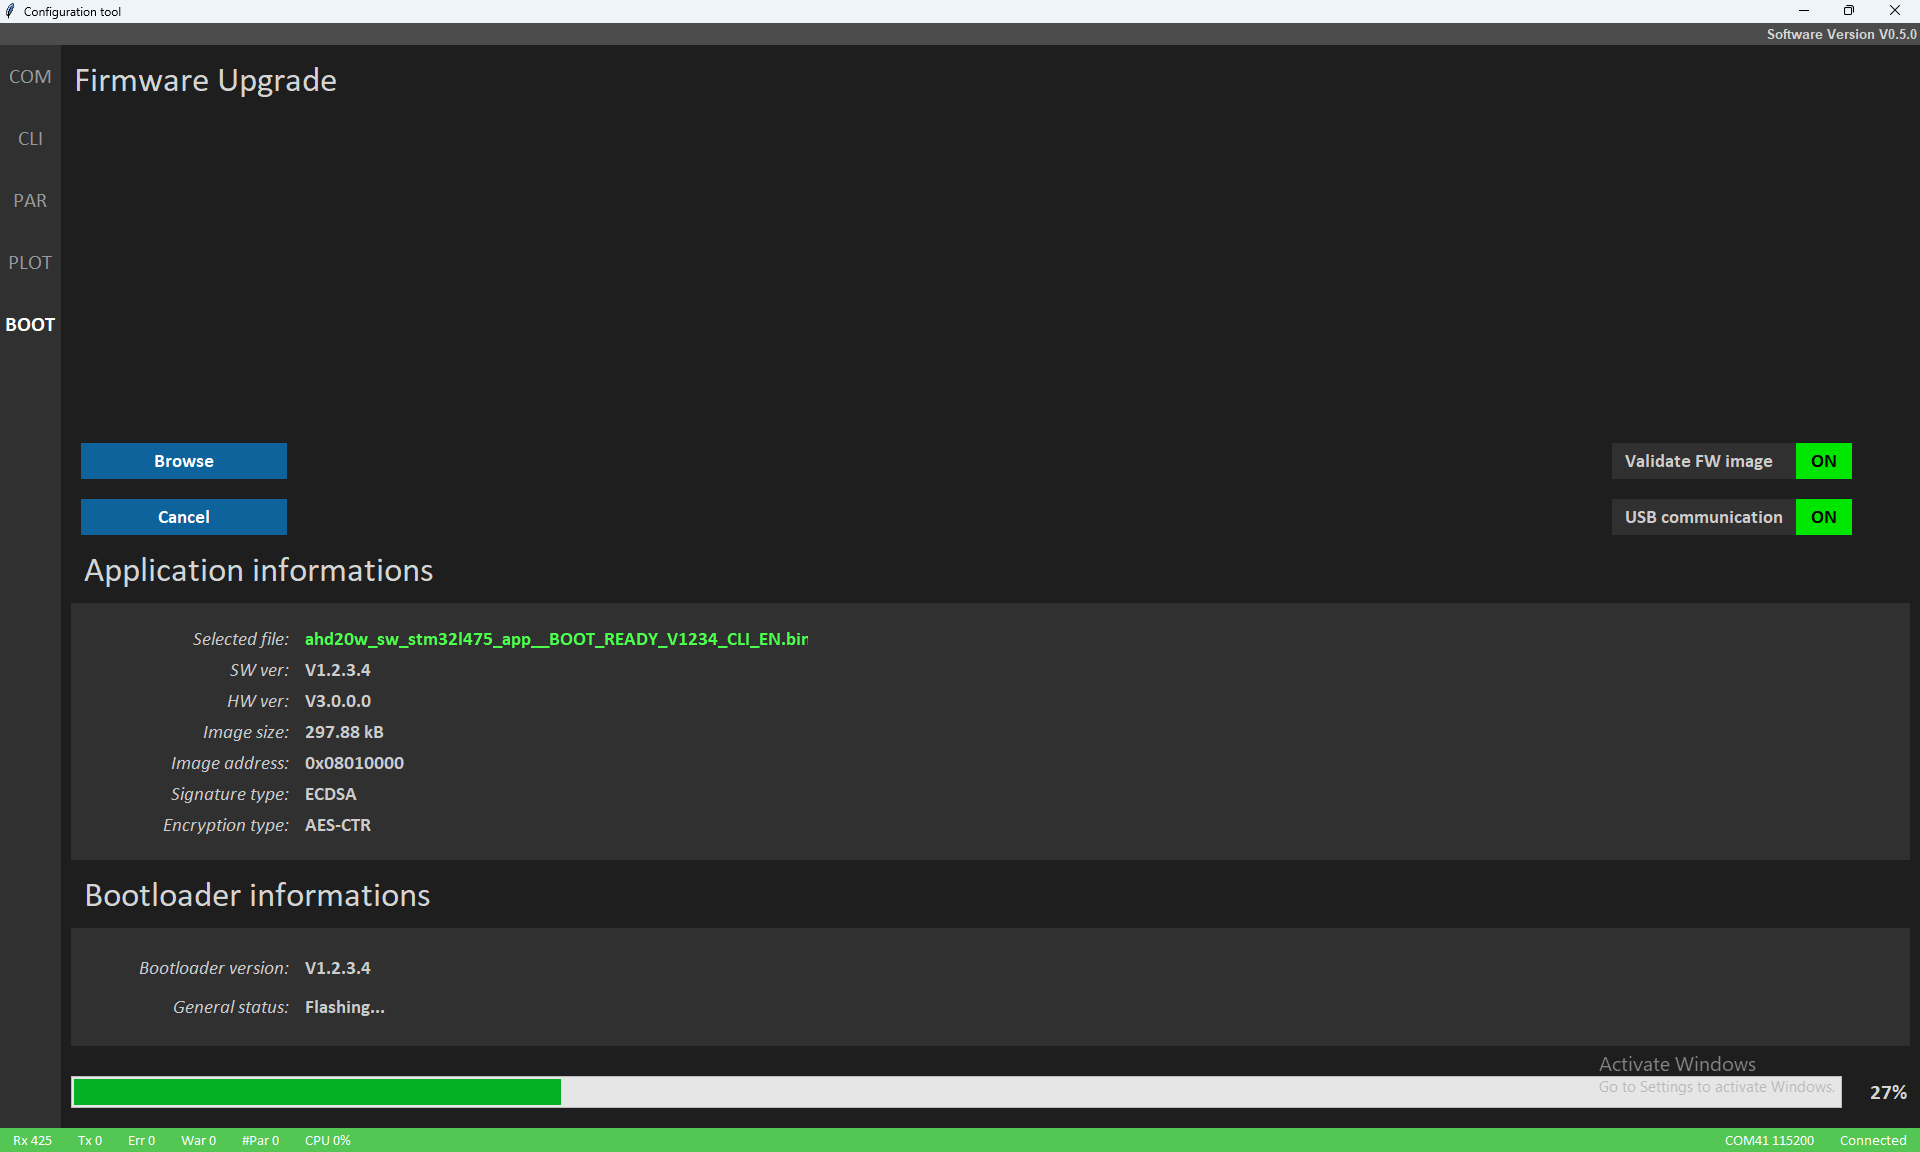 Configuration tool
Software Version V0.5.0
COM
Firmware Upgrade
CLI
PAR
PLOT
BOOT
Browse
Validate FW image ON
Cancel
USB communication ON
Application informations
Selected file: ahd20w_sw_stm32l475_app__BOOT_READY_V1234_CLI_EN.bin
SW ver: V1.2.3.4
HW ver: V3.0.0.0
Image size: 297.88 kB
Image address: 0x08010000
Signature type: ECDSA
Encryption type: AES-CTR
Bootloader informations
Bootloader version: V1.2.3.4
General status: Flashing...
Activate Windows
Go to Settings to activate Windows.
27%
Rx 425 Tx 0 Err 0 War 0 #Par 0 CPU 0% COM41 115200 Connected